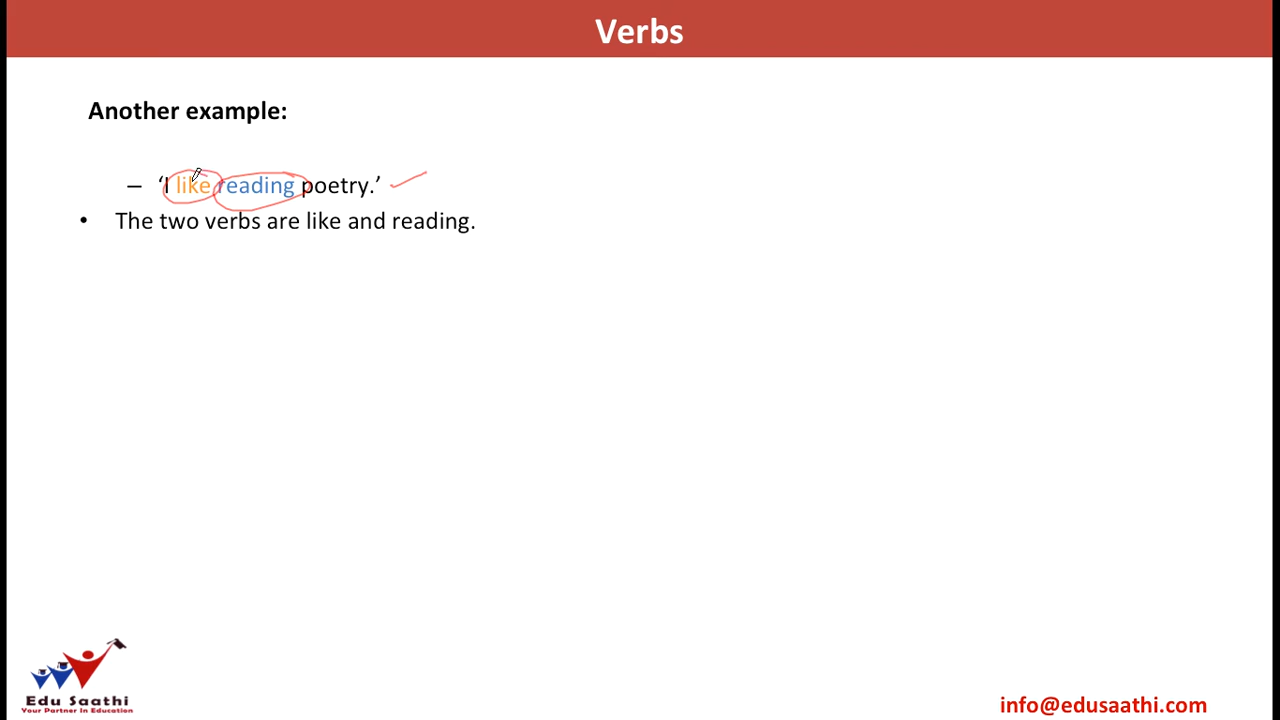 Verbs
Another example:
– ‘I like reading poetry.’
• The two verbs are like and reading.
Edu Saathi
Your Partner In Education
info@edusaathi.com